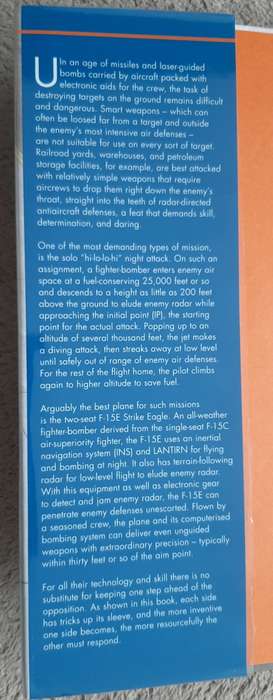 Un an age of missiles and laser-guided
bombs carried by aircraft packed with
electronic aids for the crew, the task of
destroying targets on the ground remains difficult
and dangerous. Smart weapons – which can
often be loosed far from a target and outside
the enemy's most intensive air defenses –
are not suitable for use on every sort of target.
Railroad yards, warehouses, and petroleum
storage facilities, for example, are best attacked
with relatively simple weapons that require
aircrews to drop them right down the enemy's
throat, straight into the teeth of radar-directed
antiaircraft defenses, a feat that demands skill,
determination, and daring.
One of the most demanding types of mission,
is the solo "hi-lo-lo-hi" night attack. On such an
assignment, a fighter-bomber enters enemy air
space at a fuel-conserving 25,000 feet or so
and descends to a height as little as 200 feet
above the ground to elude enemy radar while
approaching the initial point (IP), the starting
point for the actual attack. Popping up to an
altitude of several thousand feet, the jet makes
a diving attack, then streaks away at low level
until safely out of range of enemy air defenses.
For the rest of the flight home, the pilot climbs
again to higher altitude to save fuel.
Arguably the best plane for such missions
is the two-seat F-15E Strike Eagle. An all-weather
fighter-bomber derived from the single-seat F-15C
air-superiority fighter, the F-15E uses an inertial
navigation system (INS) and LANTIRN for flying
and bombing at night. It also has terrain-following
radar for low-level flight to elude enemy radar.
With this equipment as well as electronic gear
to detect and jam enemy radar, the F-15E can
penetrate enemy defenses unescorted. Flown by
a seasoned crew, the plane and its computerised
bombing system can deliver even unguided
weapons with extraordinary precision – typically
within thirty feet or so of the aim point.
For all their technology and skill there is no
substitute for keeping one step ahead of the
opposition. As shown in this book, each side
has tricks up its sleeve, and the more inventive
one side becomes, the more resourcefully the
other must respond.